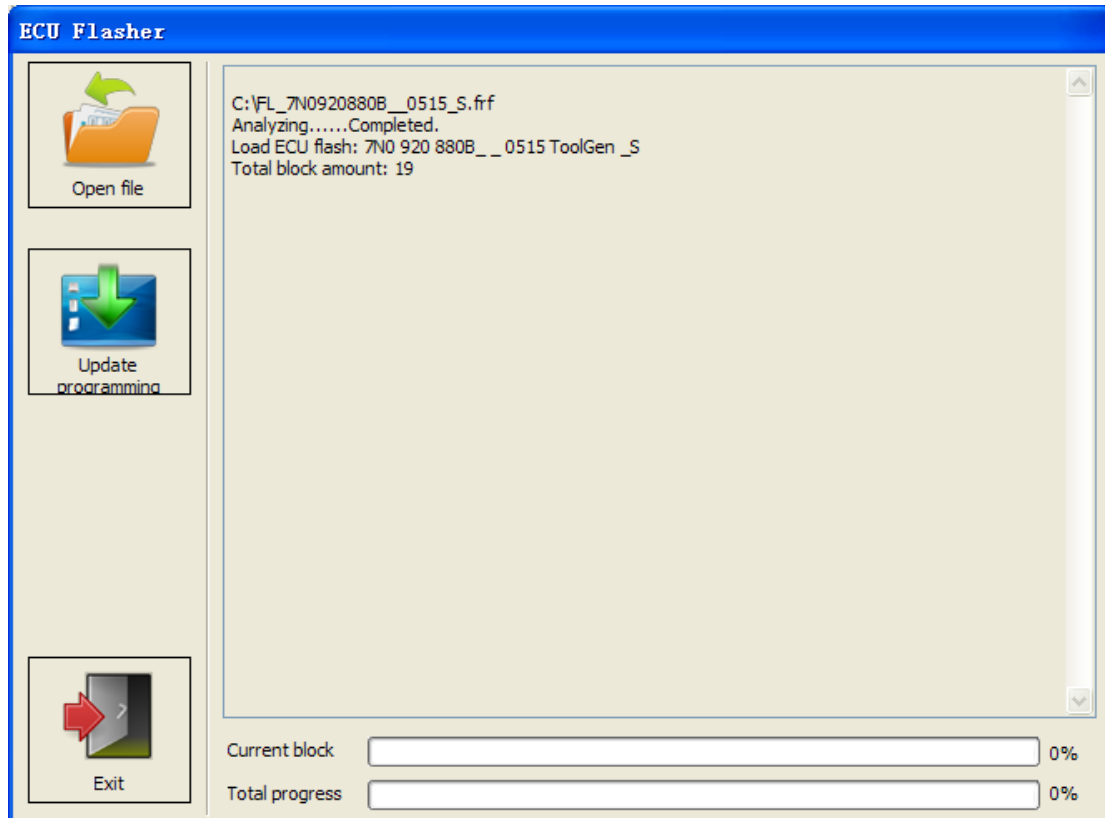 ECU Flasher
Open file
Update
programming
Exit
C:\FL_7N0920880B__0515_S.frf
Analyzing......Completed.
Load ECU flash: 7N0 920 880B_ _ 0515 ToolGen _S
Total block amount: 19
Current block 0%
Total progress 0%